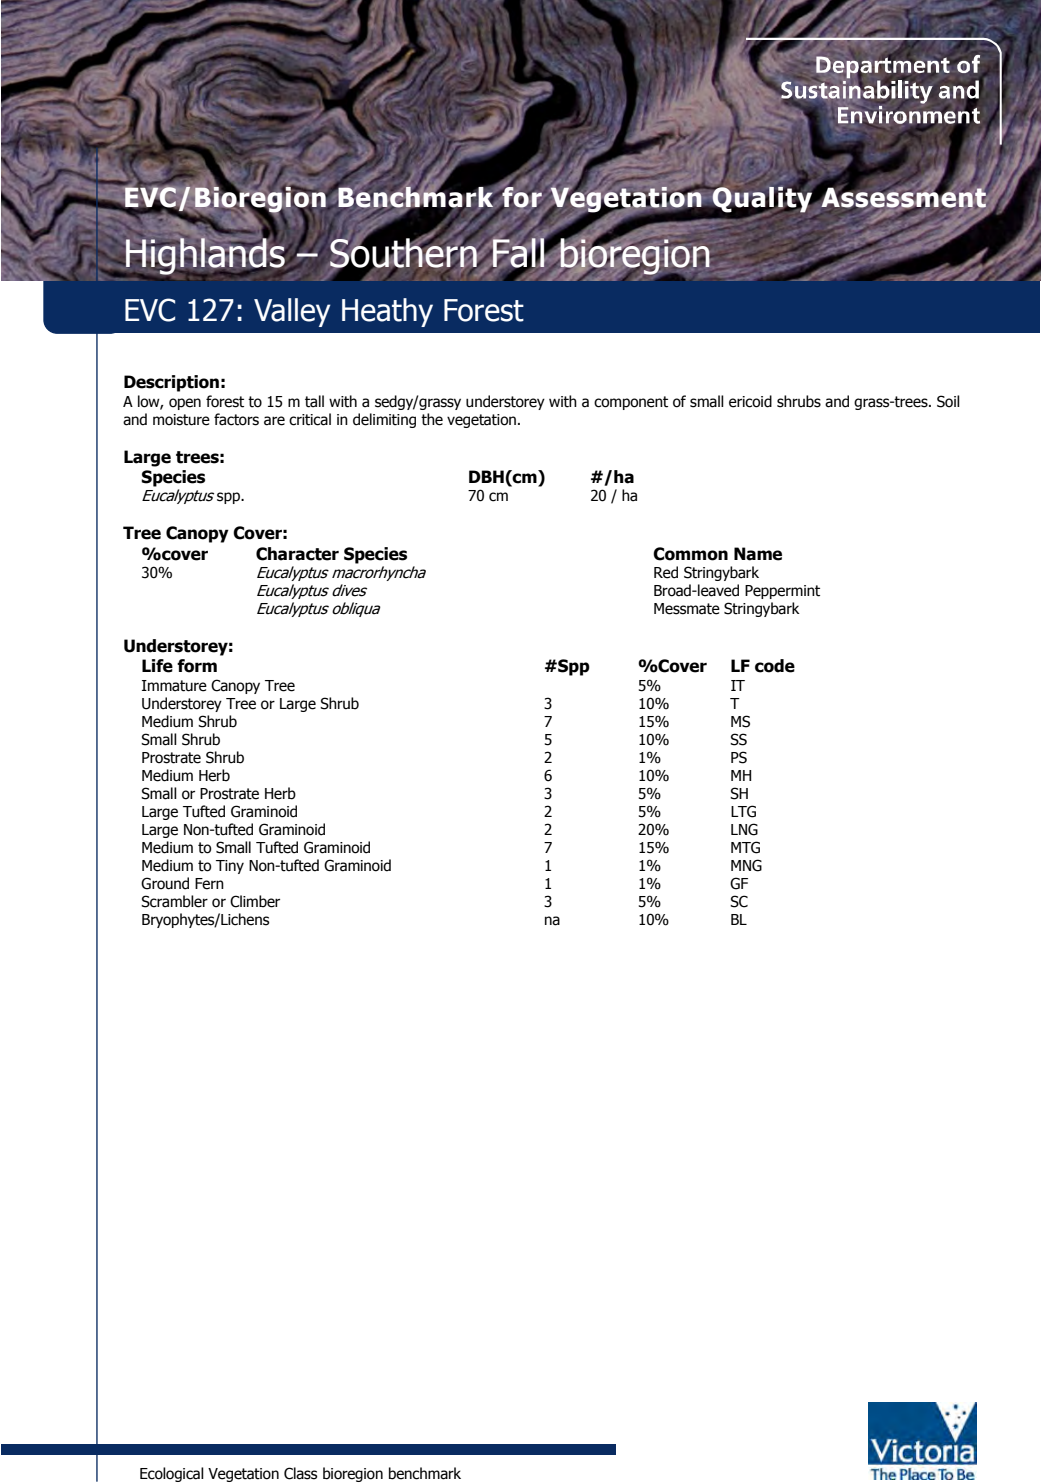 Department of
Sustainability and
Environment
EVC/Bioregion Benchmark for Vegetation Quality Assessment
Highlands – Southern Fall bioregion
EVC 127: Valley Heathy Forest
Description:
A low, open forest to 15 m tall with a sedgy/grassy understorey with a component of small ericoid shrubs and grass-trees. Soil
and moisture factors are critical in delimiting the vegetation.
Large trees:
Species DBH(cm) #/ha
Eucalyptus spp. 70 cm 20 / ha
Tree Canopy Cover:
%cover Character Species Common Name
30% Eucalyptus macrorhyncha Red Stringybark
Eucalyptus dives Broad-leaved Peppermint
Eucalyptus obliqua Messmate Stringybark
Understorey:
Life form #Spp %Cover LF code
Immature Canopy Tree 5% IT
Understorey Tree or Large Shrub 3 10% T
Medium Shrub 7 15% MS
Small Shrub 5 10% SS
Prostrate Shrub 2 1% PS
Medium Herb 6 10% MH
Small or Prostrate Herb 3 5% SH
Large Tufted Graminoid 2 5% LTG
Large Non-tufted Graminoid 2 20% LNG
Medium to Small Tufted Graminoid 7 15% MTG
Medium to Tiny Non-tufted Graminoid 1 1% MNG
Ground Fern 1 1% GF
Scrambler or Climber 3 5% SC
Bryophytes/Lichens na 10% BL
Victoria
The Place To Be
Ecological Vegetation Class bioregion benchmark